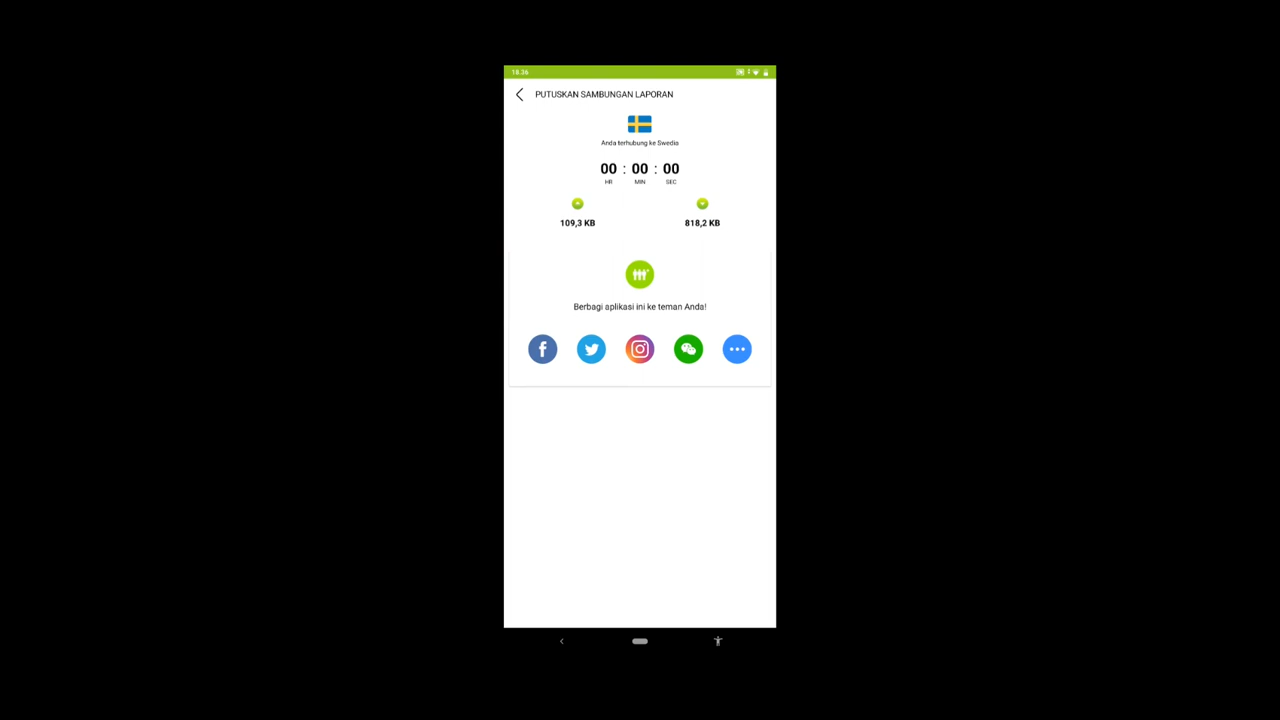 18.36
PUTUSKAN SAMBUNGAN LAPORAN
Anda terhubung ke Swedia
00 : 00 : 00
HR MIN SEC
109,3 KB 818,2 KB
Berbagi aplikasi ini ke teman Anda!